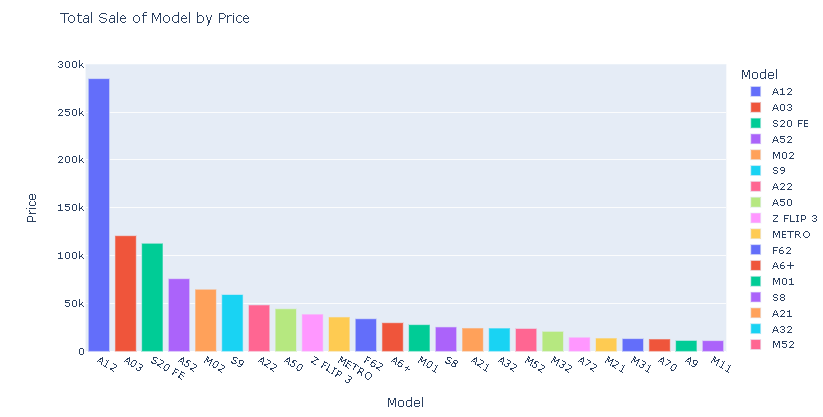 Total Sale of Model by Price
Price
300k
250k
200k
150k
100k
50k
0
A12
A03
S20 FE
A52
M02
S9
A22
A50
Z FLIP 3
METRO
F62
A6+
M01
S8
A21
A32
M52
M32
A72
M21
M31
A70
A9
M11
Model
Model
A12
A03
S20 FE
A52
M02
S9
A22
A50
Z FLIP 3
METRO
F62
A6+
M01
S8
A21
A32
M52